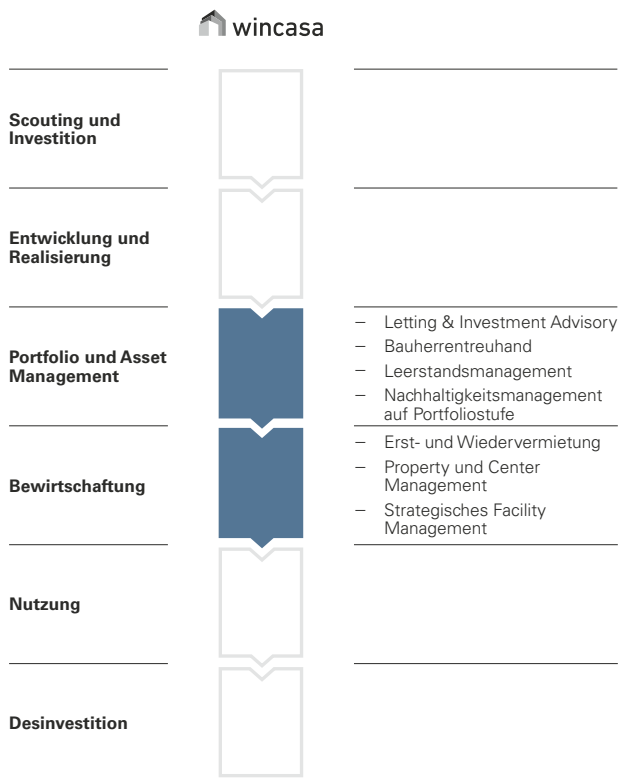 wincasa
Scouting und
Investition
Entwicklung und
Realisierung
Portfolio und Asset
Management
– Letting & Investment Advisory
– Bauherrentreuhand
– Leerstandsmanagement
– Nachhaltigkeitsmanagement
auf Portfoliostufe
Bewirtschaftung
– Erst- und Wiedervermietung
– Property und Center
Management
– Strategisches Facility
Management
Nutzung
Desinvestition